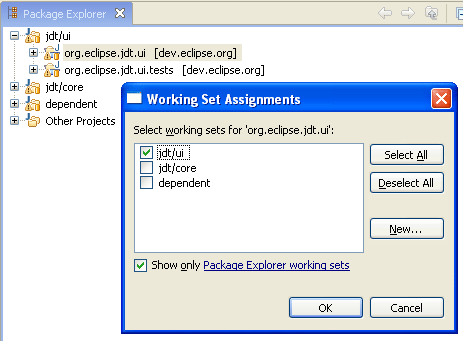 Package Explorer
jdt/ui
org.eclipse.jdt.ui [dev.eclipse.org]
org.eclipse.jdt.ui.tests [dev.eclipse.org]
jdt/core
dependent
Other Projects
Working Set Assignments
Select working sets for 'org.eclipse.jdt.ui':
jdt/ui
jdt/core
dependent
Select All
Deselect All
New...
Show only Package Explorer working sets
OK
Cancel